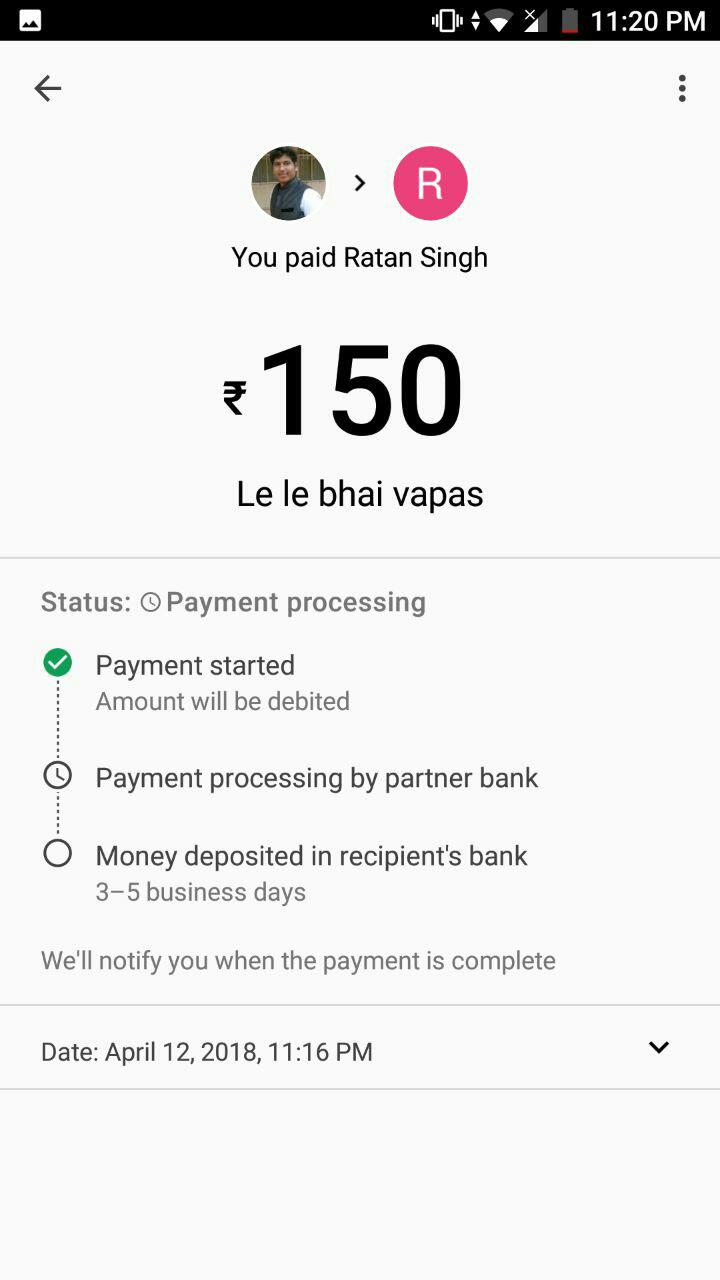 11:20 PM
R
You paid Ratan Singh
₹150
Le le bhai vapas
Status: Payment processing
Payment started
Amount will be debited
Payment processing by partner bank
Money deposited in recipient's bank
3–5 business days
We'll notify you when the payment is complete
Date: April 12, 2018, 11:16 PM